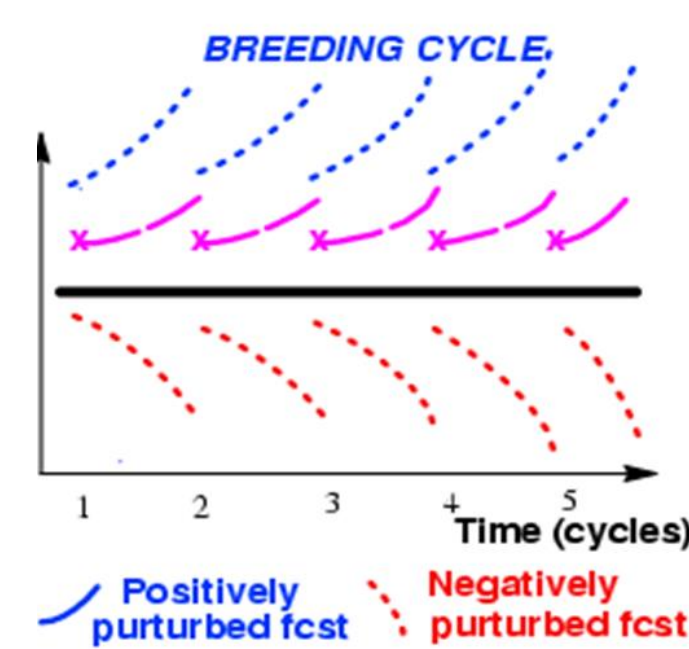 BREEDING CYCLE
x x x x x
1 2 3 4 5
Time (cycles)
Positively
purturbed fcst
Negatively
purturbed fcst